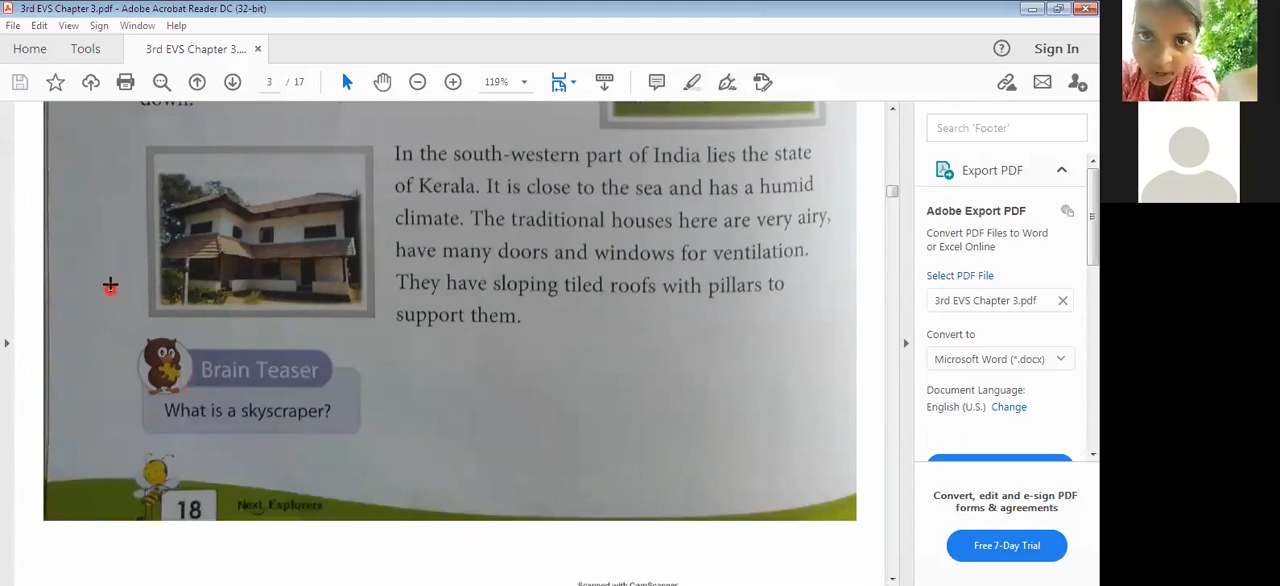 3rd EVS Chapter 3.pdf - Adobe Acrobat Reader DC (32-bit)
File Edit View Sign Window Help
Home Tools 3rd EVS Chapter 3.... × Sign In
3 / 17 119%
down.
In the south-western part of India lies the state
of Kerala. It is close to the sea and has a humid
climate. The traditional houses here are very airy,
have many doors and windows for ventilation.
They have sloping tiled roofs with pillars to
support them.
Brain Teaser
What is a skyscraper?
18 Next Explorers
Scanned with CamScanner
Search 'Footer'
Export PDF
Adobe Export PDF
Convert PDF Files to Word
or Excel Online
Select PDF File
3rd EVS Chapter 3.pdf
Convert to
Microsoft Word (*.docx)
Document Language:
English (U.S.) Change
Convert, edit and e-sign PDF
forms & agreements
Free 7-Day Trial